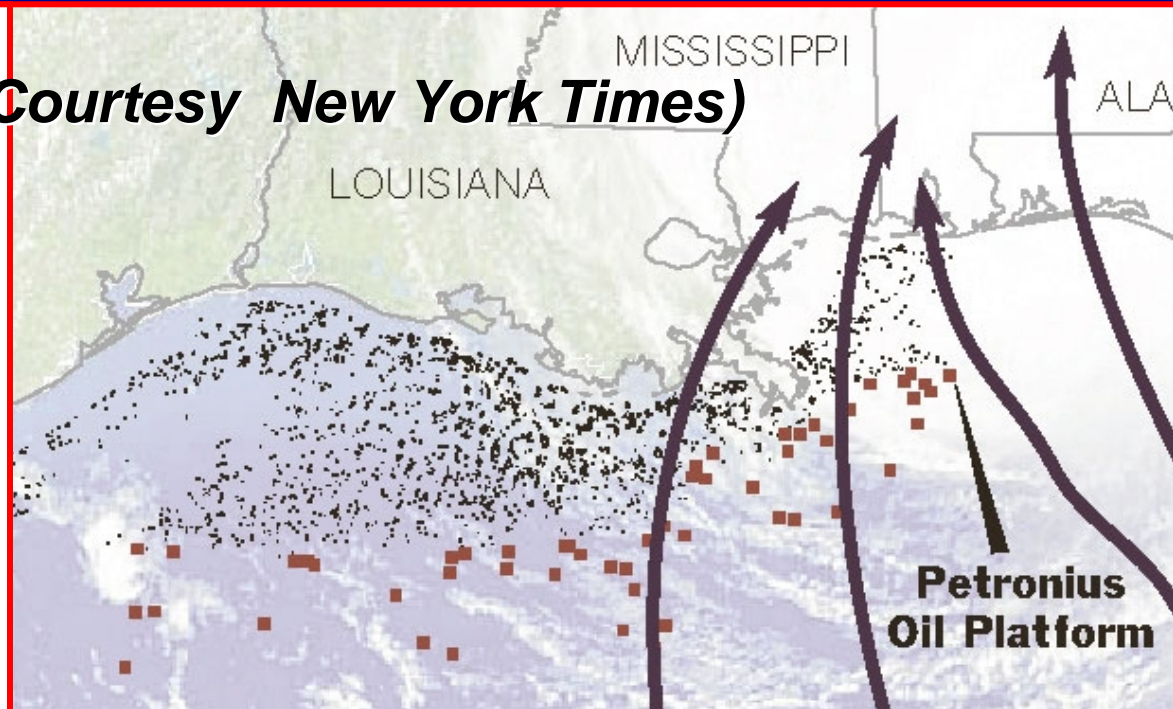 MISSISSIPPI
Courtesy New York Times)
ALA
LOUISIANA
Petronius
Oil Platform